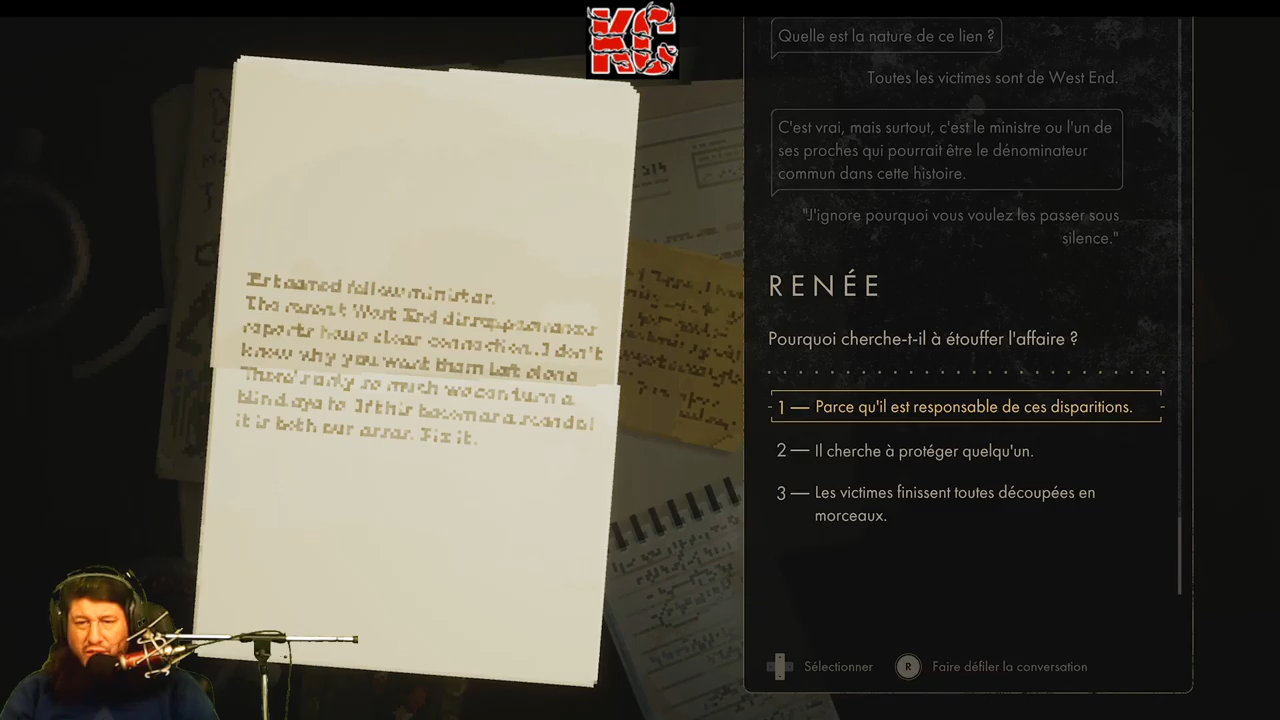 KC
Esteemed fellow minister.
The recent West End disappearances
reports have clear connection. I don't
know why you want them left alone
There's only so much we can turn a
blind eye to. If this becomes a scandal
it is both our asses. Fix it.
Quelle est la nature de ce lien ?
Toutes les victimes sont de West End.
C'est vrai, mais surtout, c'est le ministre ou l'un de
ses proches qui pourrait être le dénominateur
commun dans cette histoire.
"J'ignore pourquoi vous voulez les passer sous
silence."
RENÉE
Pourquoi cherche-t-il à étouffer l'affaire ?
1 — Parce qu'il est responsable de ces disparitions.
2 — Il cherche à protéger quelqu'un.
3 — Les victimes finissent toutes découpées en
morceaux.
Sélectionner
R Faire défiler la conversation